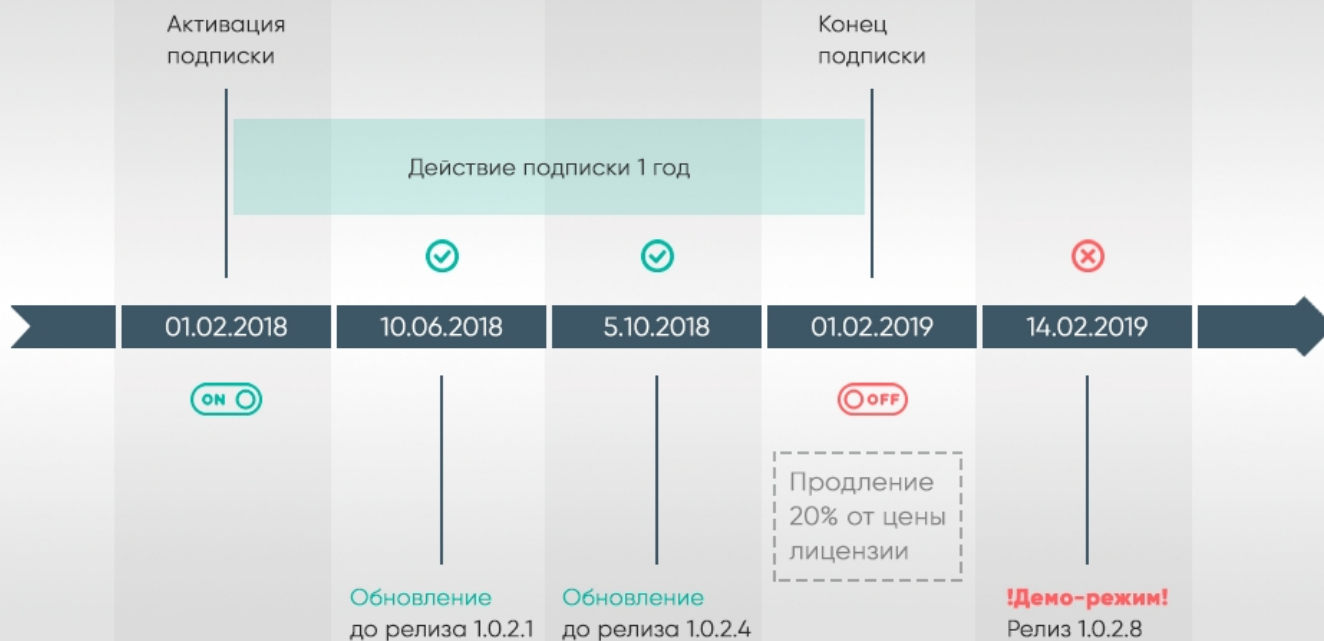 Активация
подписки
Конец
подписки
Действие подписки 1 год
01.02.2018
10.06.2018
5.10.2018
01.02.2019
14.02.2019
ON
OFF
Продление
20% от цены
лицензии
Обновление
до релиза 1.0.2.1
Обновление
до релиза 1.0.2.4
!Демо-режим!
Релиз 1.0.2.8